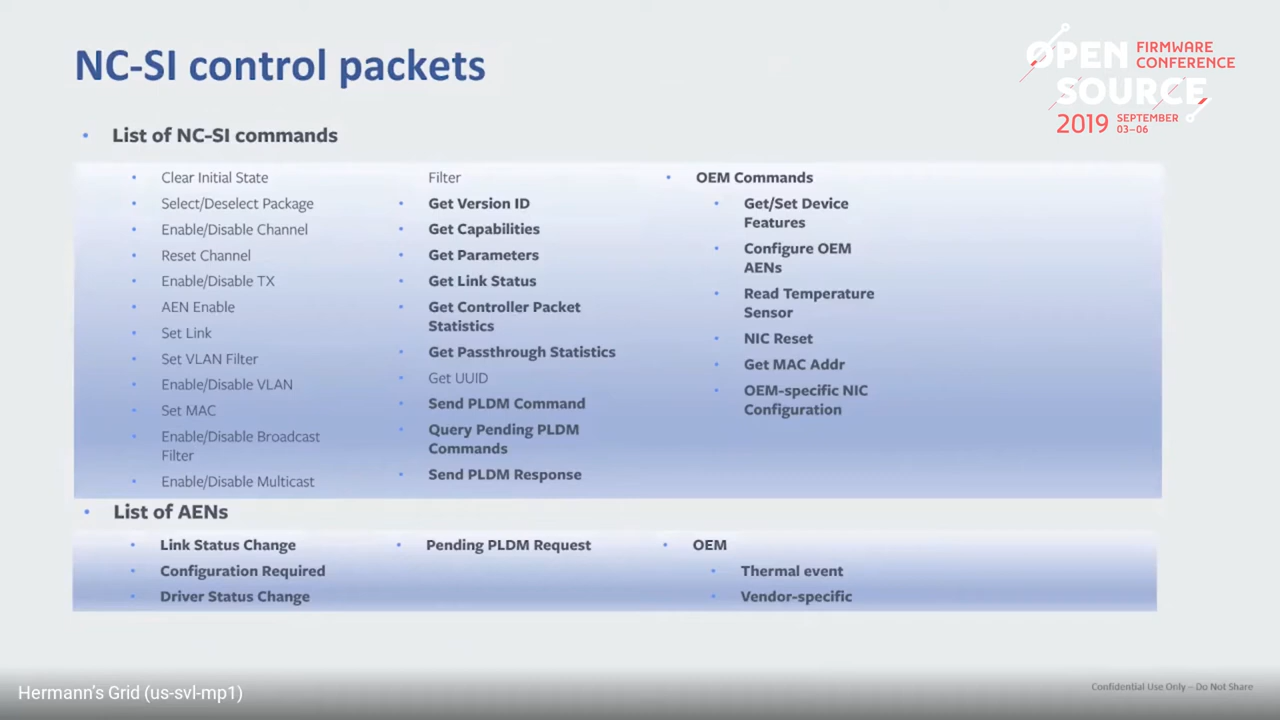 NC-SI control packets
OPEN FIRMWARE CONFERENCE
SOURCE
2019 SEPTEMBER 03–06
• List of NC-SI commands
• Clear Initial State
• Select/Deselect Package
• Enable/Disable Channel
• Reset Channel
• Enable/Disable TX
• AEN Enable
• Set Link
• Set VLAN Filter
• Enable/Disable VLAN
• Set MAC
• Enable/Disable Broadcast
Filter
• Enable/Disable Multicast
Filter
• Get Version ID
• Get Capabilities
• Get Parameters
• Get Link Status
• Get Controller Packet
Statistics
• Get Passthrough Statistics
• Get UUID
• Send PLDM Command
• Query Pending PLDM
Commands
• Send PLDM Response
• OEM Commands
• Get/Set Device
Features
• Configure OEM
AENs
• Read Temperature
Sensor
• NIC Reset
• Get MAC Addr
• OEM-specific NIC
Configuration
• List of AENs
• Link Status Change
• Configuration Required
• Driver Status Change
• Pending PLDM Request
• OEM
• Thermal event
• Vendor-specific
Hermann's Grid (us-svl-mp1)
Confidential Use Only – Do Not Share